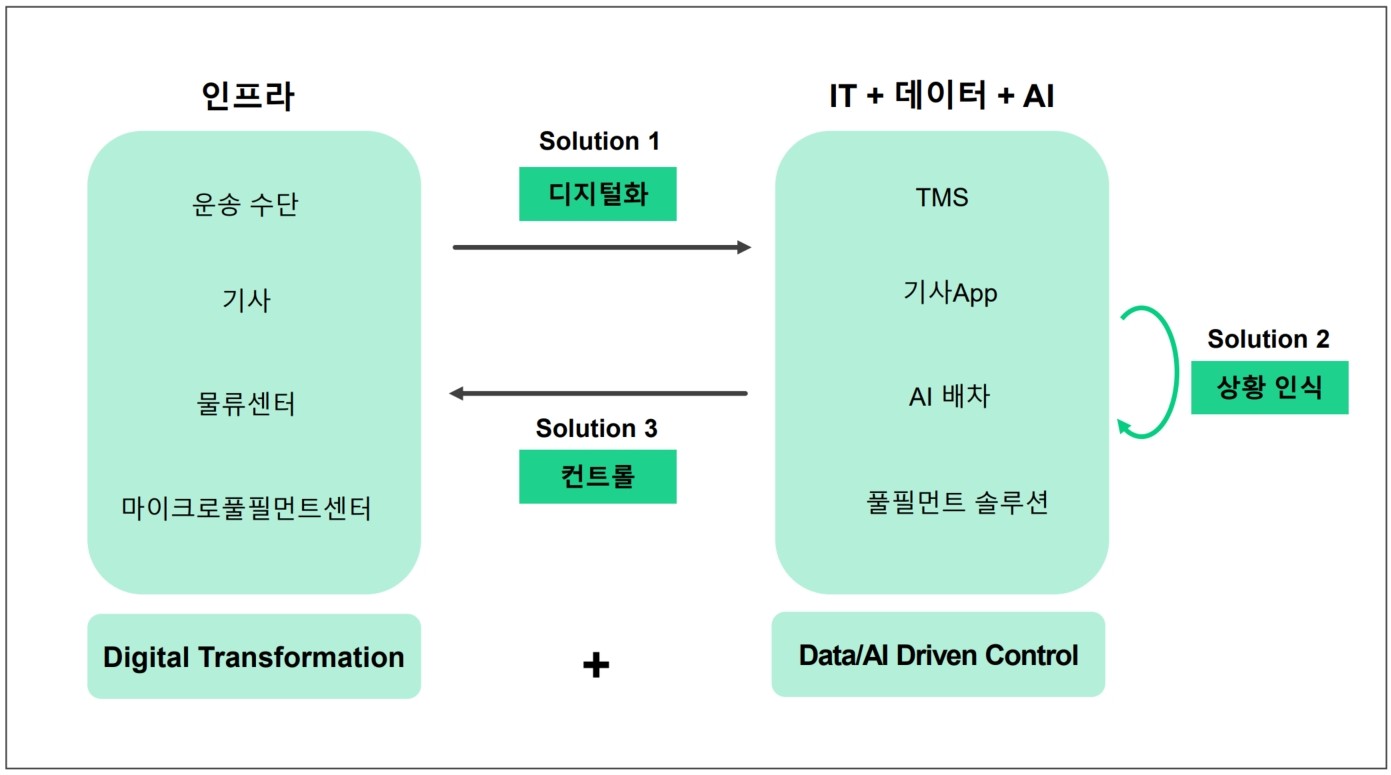 인프라
IT + 데이터 + AI
Solution 1
디지털화
운송 수단
기사
물류센터
마이크로풀필먼트센터
TMS
기사App
AI 배차
풀필먼트 솔루션
Solution 2
상황 인식
Solution 3
컨트롤
Digital Transformation
+
Data/AI Driven Control